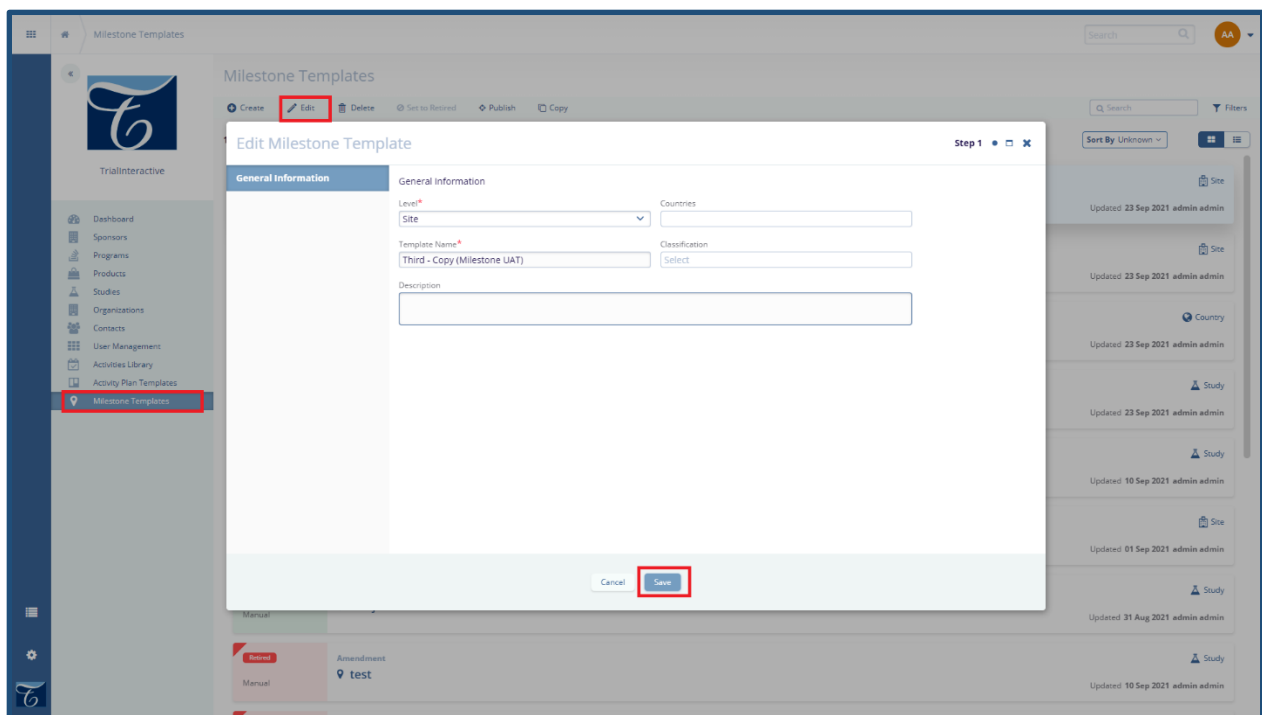 Milestone Templates
Search
AA
TrialInteractive
Dashboard
Sponsors
Programs
Products
Studies
Organizations
Contacts
User Management
Activities Library
Activity Plan Templates
Milestone Templates
Milestone Templates
Create Edit Delete Set to Retired Publish Copy
Search Filters
Sort By Unknown
Edit Milestone Template
Step 1
General Information
General Information
Level* Countries
Site
Template Name* Classification
Third - Copy (Milestone UAT) Select
Description
Cancel Save
Site
Updated 23 Sep 2021 admin admin
Site
Updated 23 Sep 2021 admin admin
Country
Updated 23 Sep 2021 admin admin
Study
Updated 23 Sep 2021 admin admin
Study
Updated 10 Sep 2021 admin admin
Site
Updated 01 Sep 2021 admin admin
Study
Manual
Updated 31 Aug 2021 admin admin
Retired Amendment Study
test
Manual
Updated 10 Sep 2021 admin admin